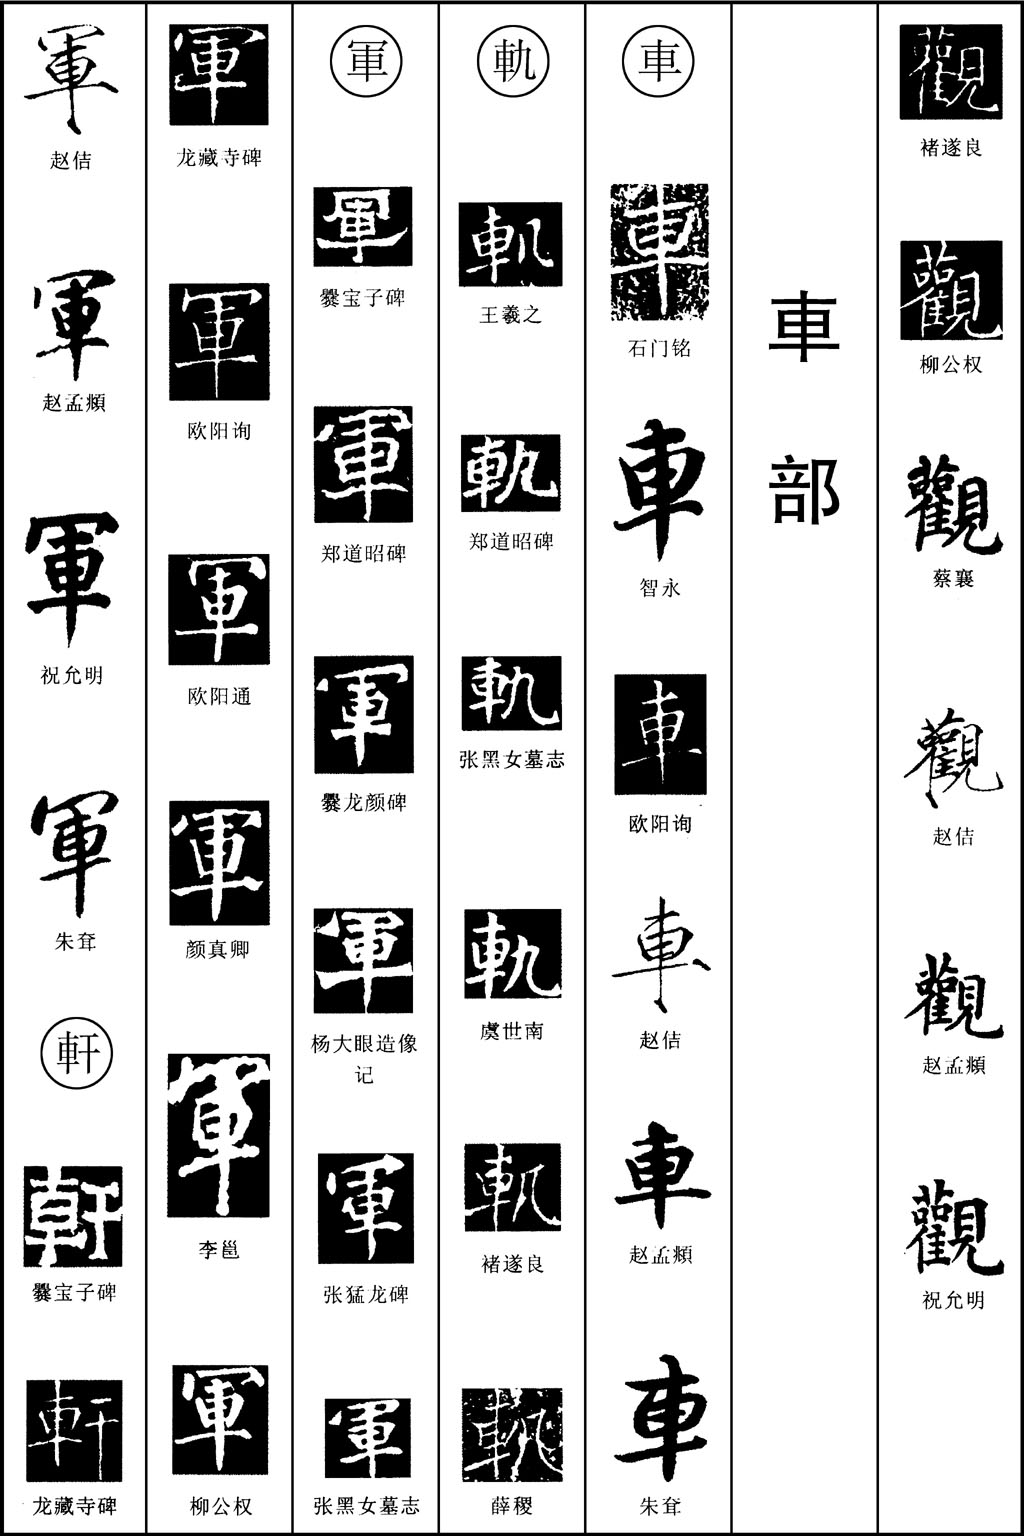 觀
褚遂良
觀
柳公权
觀
蔡襄
觀
赵佶
觀
赵孟頫
觀
祝允明
車部
車
車
石门铭
車
智永
車
欧阳询
車
赵佶
車
赵孟頫
車
朱耷
軌
軌
王羲之
軌
郑道昭碑
軌
张黑女墓志
軌
虞世南
軌
褚遂良
軌
薛稷
軍
軍
爨宝子碑
軍
郑道昭碑
軍
爨龙颜碑
軍
杨大眼造像
记
軍
张猛龙碑
軍
张黑女墓志
軍
龙藏寺碑
軍
欧阳询
軍
欧阳通
軍
颜真卿
軍
李邕
軍
柳公权
軍
赵佶
軍
赵孟頫
軍
祝允明
軍
朱耷
軒
軒
爨宝子碑
軒
龙藏寺碑